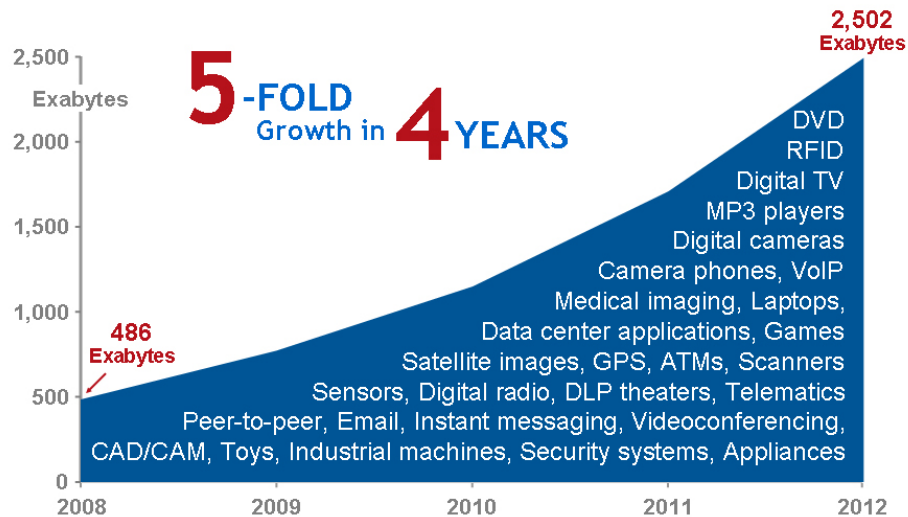 2,502
Exabytes
2,500
Exabytes
5-FOLD
Growth in 4 YEARS
2,000
1,500
1,000
500
0
486
Exabytes
DVD
RFID
Digital TV
MP3 players
Digital cameras
Camera phones, VoIP
Medical imaging, Laptops,
Data center applications, Games
Satellite images, GPS, ATMs, Scanners
Sensors, Digital radio, DLP theaters, Telematics
Peer-to-peer, Email, Instant messaging, Videoconferencing,
CAD/CAM, Toys, Industrial machines, Security systems, Appliances
2008 2009 2010 2011 2012